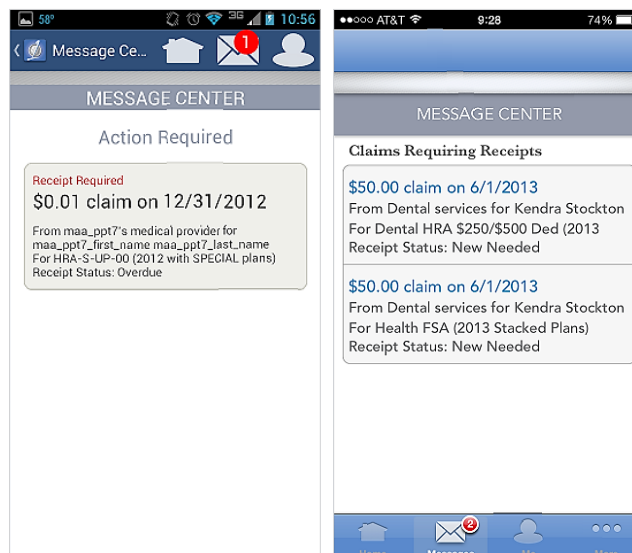 58° 3G 10:56
Message Ce... 1
MESSAGE CENTER
Action Required
Receipt Required
$0.01 claim on 12/31/2012
From maa_ppt7's medical provider for
maa_ppt7_first_name maa_ppt7_last_name
For HRA-S-UP-00 (2012 with SPECIAL plans)
Receipt Status: Overdue
AT&T 9:28 74%
MESSAGE CENTER
Claims Requiring Receipts
$50.00 claim on 6/1/2013
From Dental services for Kendra Stockton
For Dental HRA $250/$500 Ded (2013
Receipt Status: New Needed
$50.00 claim on 6/1/2013
From Dental services for Kendra Stockton
For Health FSA (2013 Stacked Plans)
Receipt Status: New Needed
2